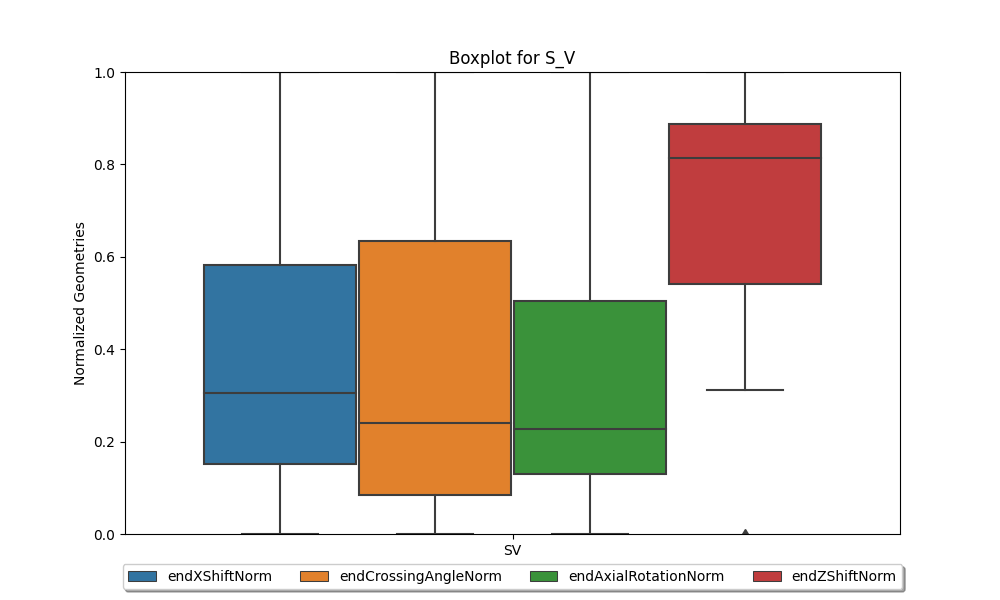 Boxplot for S_V
1.0
0.8
0.6
0.4
0.2
0.0
Normalized Geometries
SV
endXShiftNorm endCrossingAngleNorm endAxialRotationNorm endZShiftNorm